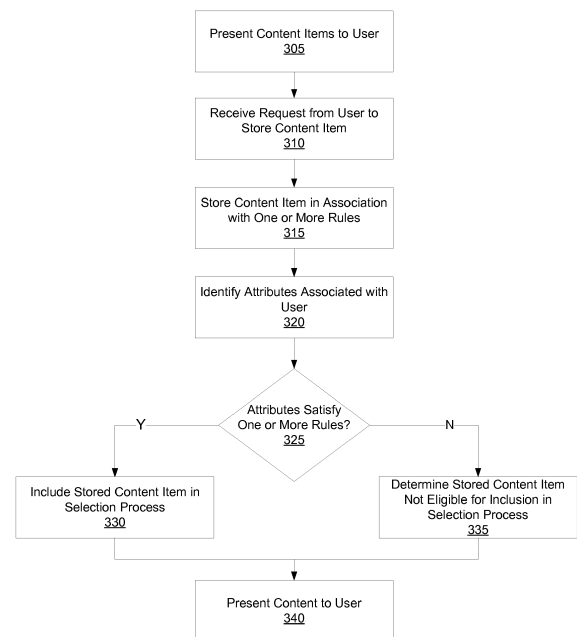 Present Content Items to User
305
Receive Request from User to
Store Content Item
310
Store Content Item in Association
with One or More Rules
315
Identify Attributes Associated with
User
320
Attributes Satisfy
One or More Rules?
325
Y
N
Include Stored Content Item in
Selection Process
330
Determine Stored Content Item
Not Eligible for Inclusion in
Selection Process
335
Present Content to User
340